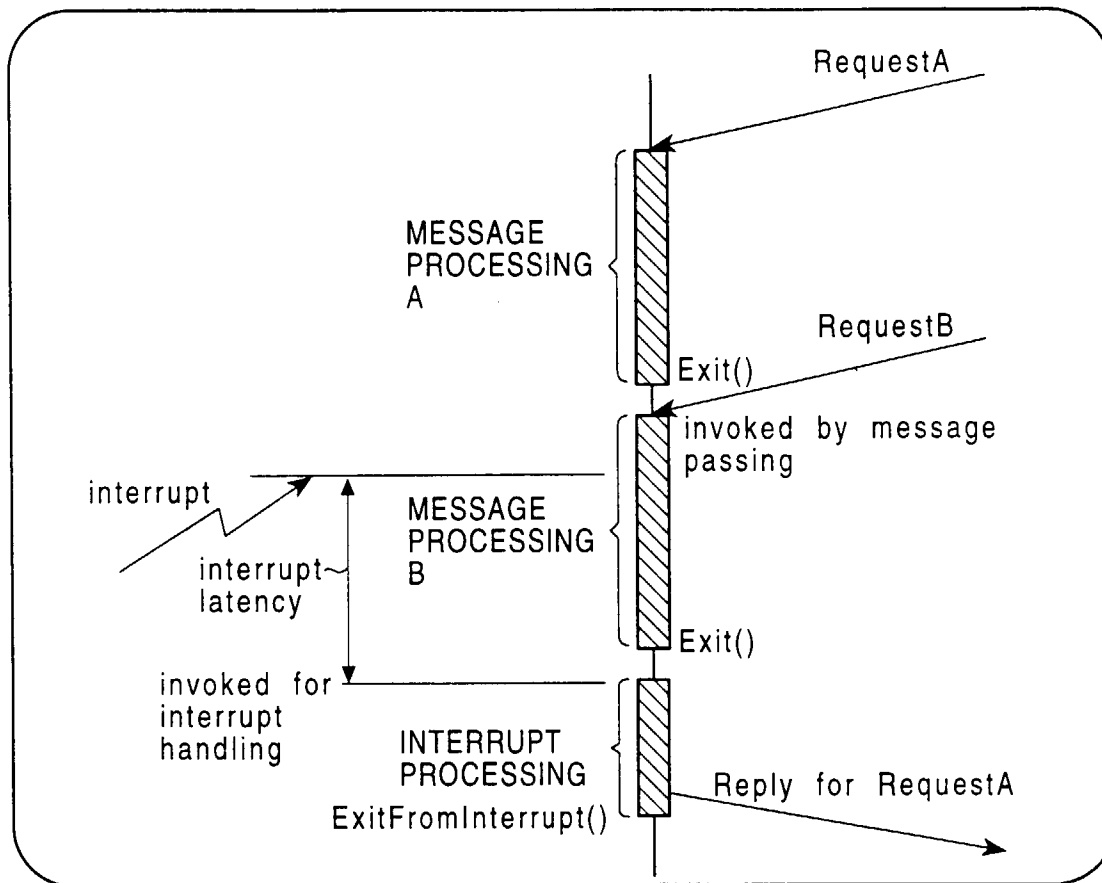 RequestA
MESSAGE
PROCESSING
A
RequestB
Exit()
invoked by message
passing
interrupt
MESSAGE
PROCESSING
B
interrupt
latency
Exit()
invoked for
interrupt
handling
INTERRUPT
PROCESSING
Reply for RequestA
ExitFromInterrupt()